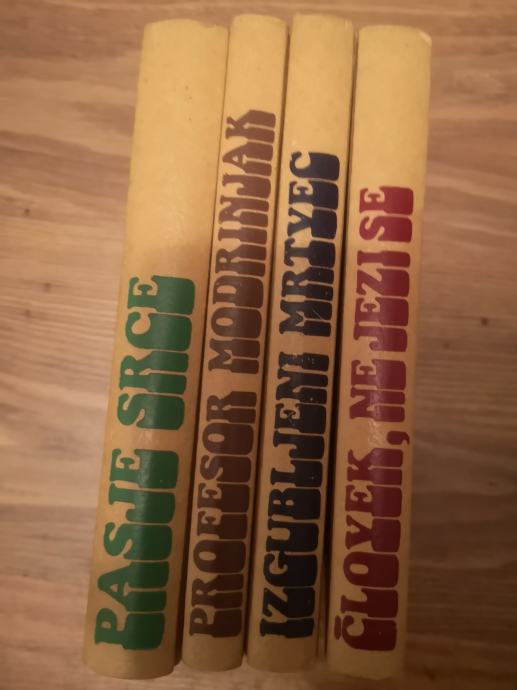 PASJE SRCE
PROFESOR MODRINJAK
IZGUBLJENI MRTVEC
ČLOVEK, NE JEZI SE